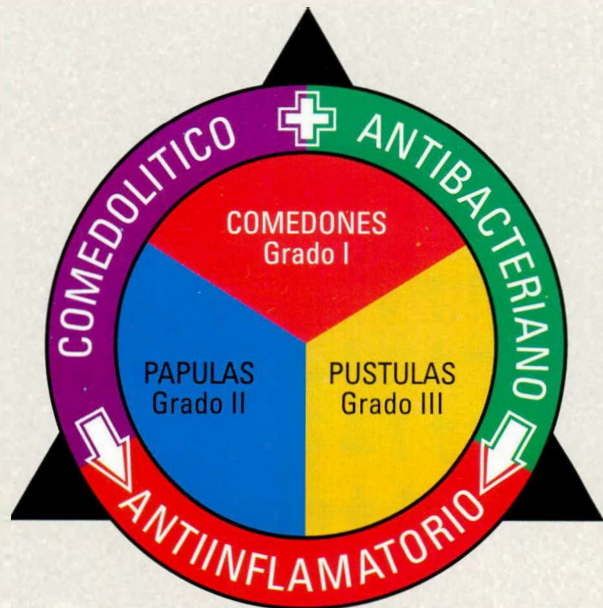 COMEDOLITICO
ANTIBACTERIANO
COMEDONES
Grado I
PAPULAS
Grado II
PUSTULAS
Grado III
ANTIINFLAMATORIO